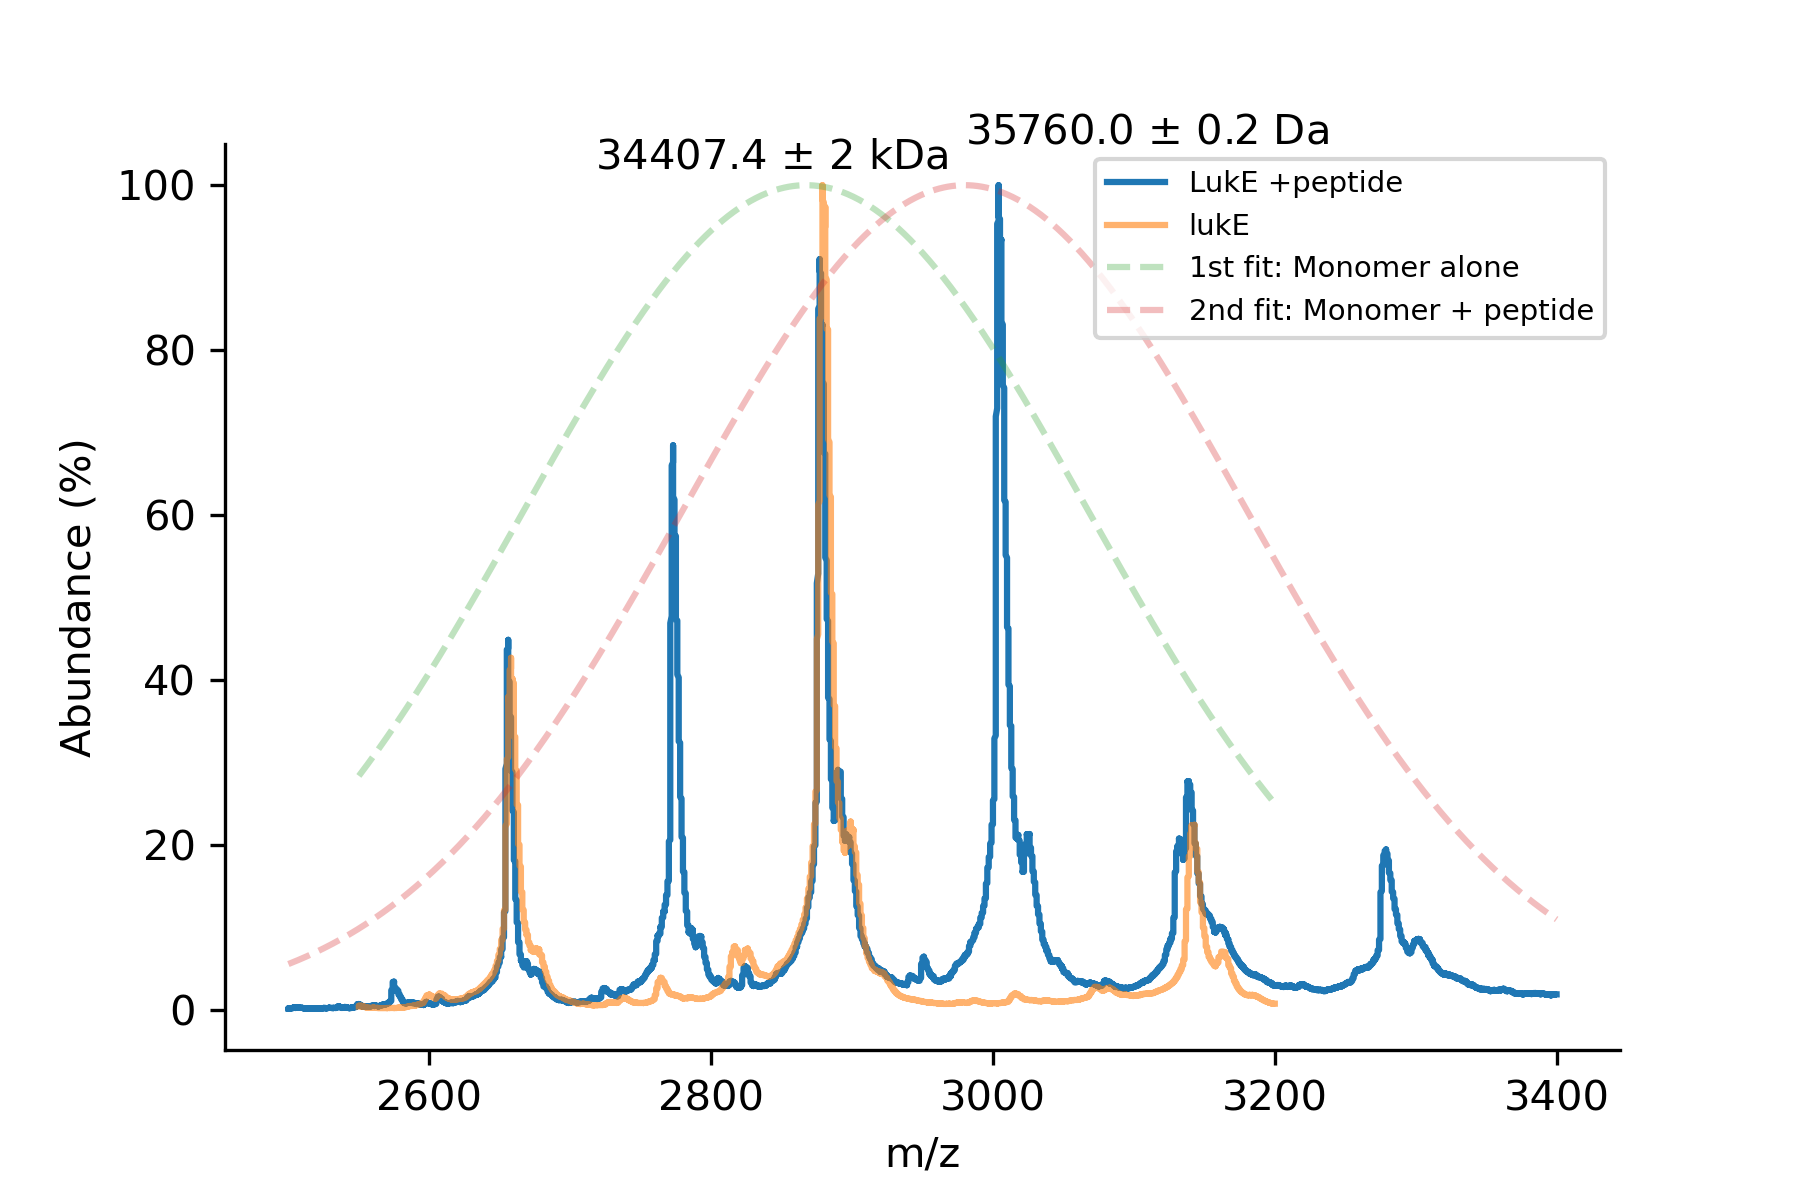 35760.0 ± 0.2 Da
34407.4 ± 2 kDa
LukE +peptide
lukE
1st fit: Monomer alone
2nd fit: Monomer + peptide
Abundance (%)
100
80
60
40
20
0
2600 2800 3000 3200 3400
m/z